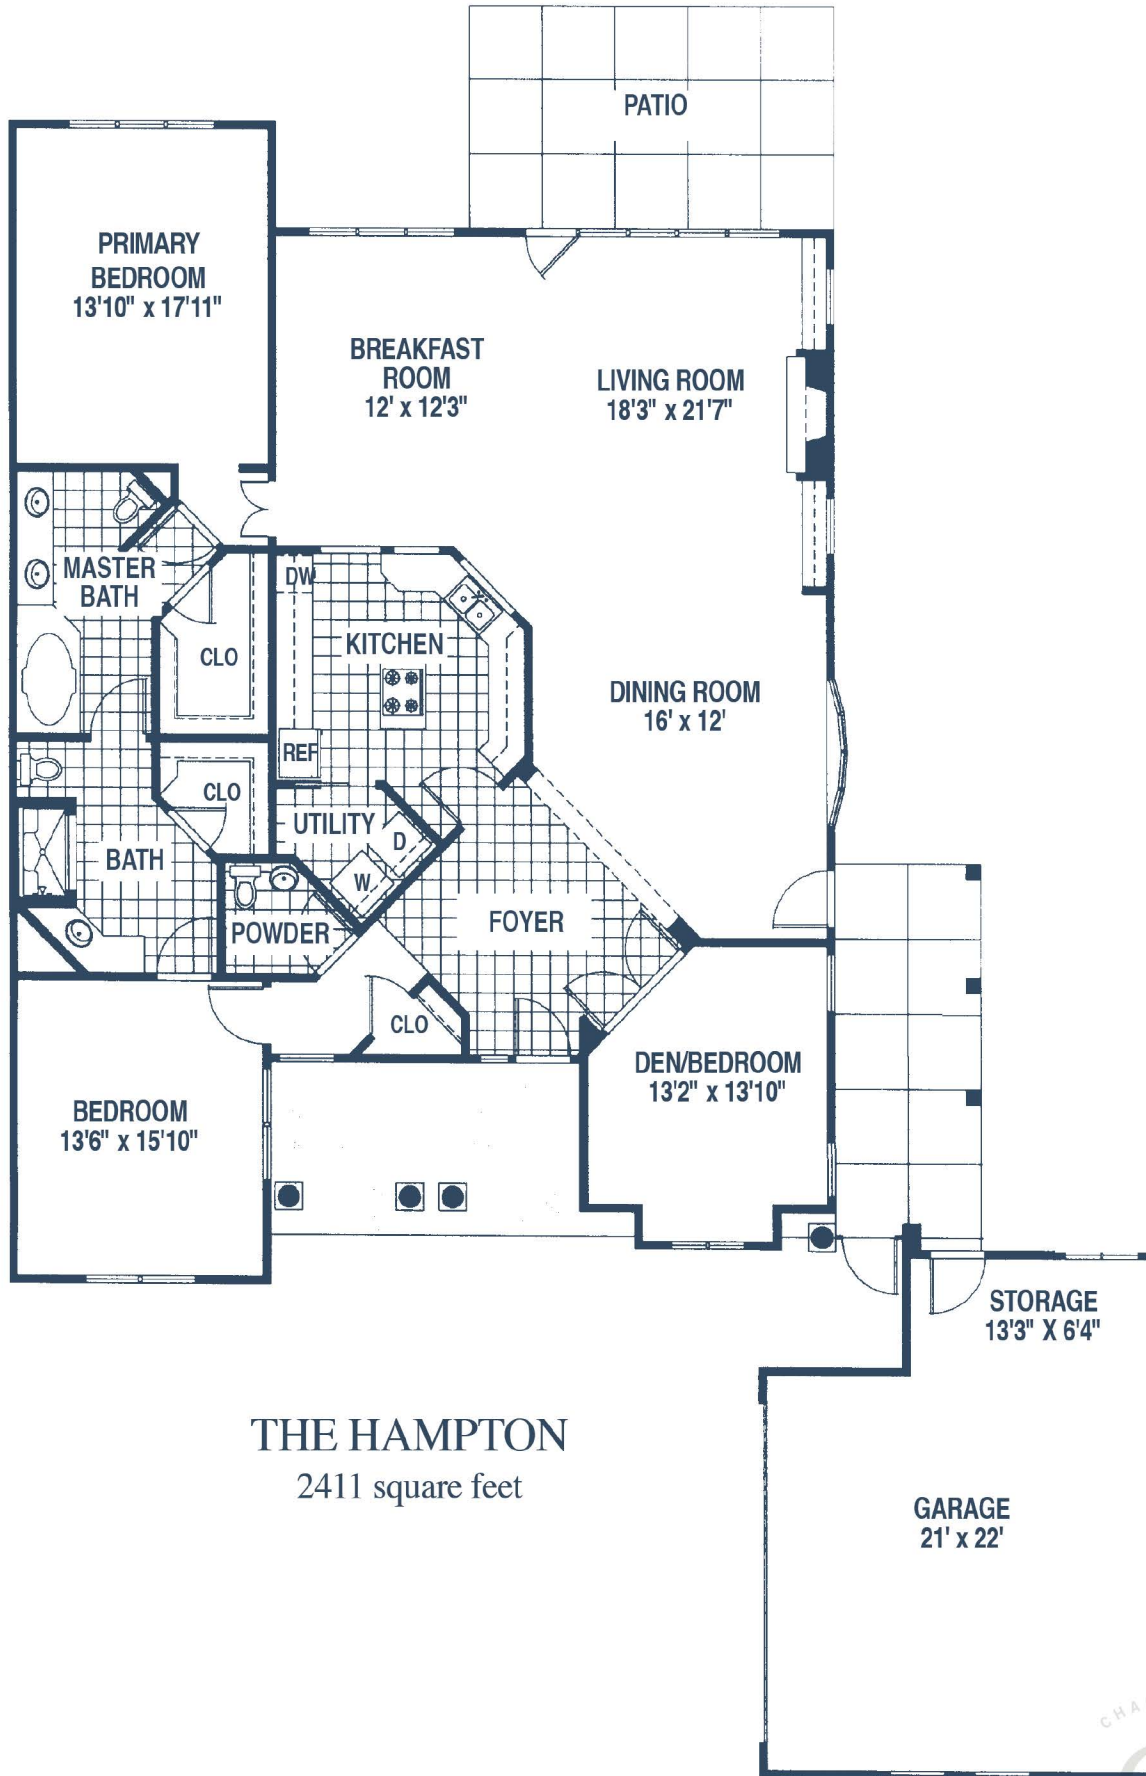 PATIO
PRIMARY
BEDROOM
13'10" x 17'11"
BREAKFAST
ROOM
12' x 12'3"
LIVING ROOM
18'3" x 21'7"
MASTER
BATH
DW
KITCHEN
CLO
DINING ROOM
16' x 12'
REF
CLO
UTILITY
D
BATH
W
POWDER
FOYER
CLO
DEN/BEDROOM
13'2" x 13'10"
BEDROOM
13'6" x 15'10"
STORAGE
13'3" X 6'4"
THE HAMPTON
2411 square feet
GARAGE
21' x 22'